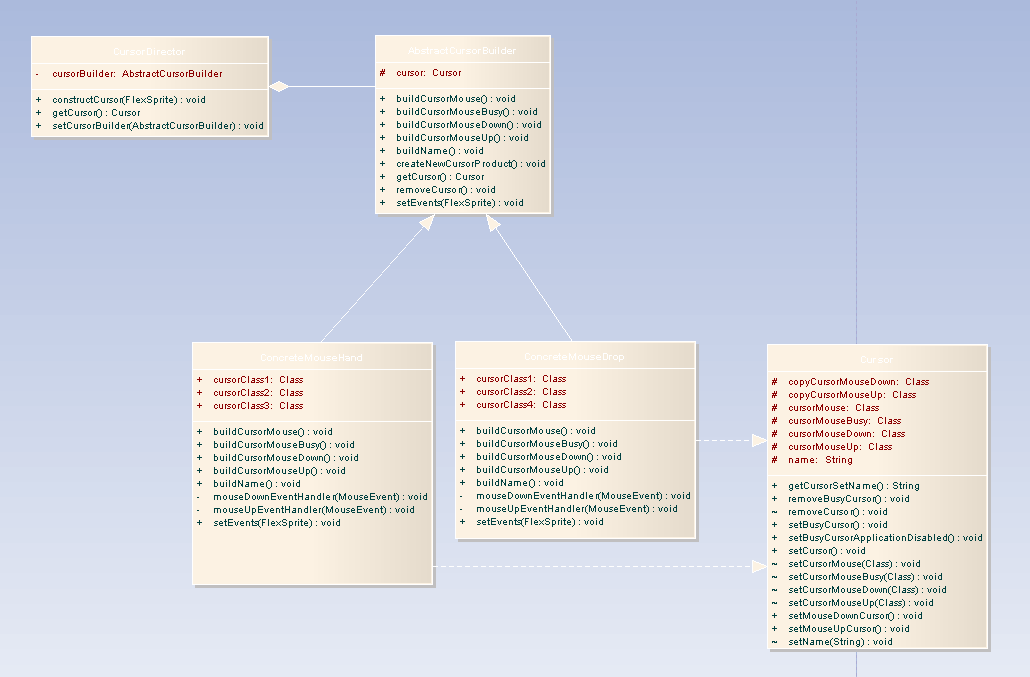 CursorDirector
- cursorBuilder: AbstractCursorBuilder
+ constructCursor(FlexSprite) : void
+ getCursor() : Cursor
+ setCursorBuilder(AbstractCursorBuilder) : void
AbstractCursorBuilder
# cursor: Cursor
+ buildCursorMouse() : void
+ buildCursorMouseBusy() : void
+ buildCursorMouseDown() : void
+ buildCursorMouseUp() : void
+ buildName() : void
+ createNewCursorProduct() : void
+ getCursor() : Cursor
+ removeCursor() : void
+ setEvents(FlexSprite) : void
ConcreteMouseHand
+ cursorClass1: Class
+ cursorClass2: Class
+ cursorClass3: Class
+ buildCursorMouse() : void
+ buildCursorMouseBusy() : void
+ buildCursorMouseDown() : void
+ buildCursorMouseUp() : void
+ buildName() : void
- mouseDownEventHandler(MouseEvent) : void
- mouseUpEventHandler(MouseEvent) : void
+ setEvents(FlexSprite) : void
ConcreteMouseDrop
+ cursorClass1: Class
+ cursorClass2: Class
+ cursorClass4: Class
+ buildCursorMouse() : void
+ buildCursorMouseBusy() : void
+ buildCursorMouseDown() : void
+ buildCursorMouseUp() : void
+ buildName() : void
- mouseDownEventHandler(MouseEvent) : void
- mouseUpEventHandler(MouseEvent) : void
+ setEvents(FlexSprite) : void
Cursor
# copyCursorMouseDown: Class
# copyCursorMouseUp: Class
# cursorMouse: Class
# cursorMouseBusy: Class
# cursorMouseDown: Class
# cursorMouseUp: Class
# name: String
+ getCursorSetName() : String
+ removeBusyCursor() : void
~ removeCursor() : void
+ setBusyCursor() : void
+ setBusyCursorApplicationDisabled() : void
+ setCursor() : void
~ setCursorMouse(Class) : void
~ setCursorMouseBusy(Class) : void
~ setCursorMouseDown(Class) : void
~ setCursorMouseUp(Class) : void
+ setMouseDownCursor() : void
+ setMouseUpCursor() : void
~ setName(String) : void